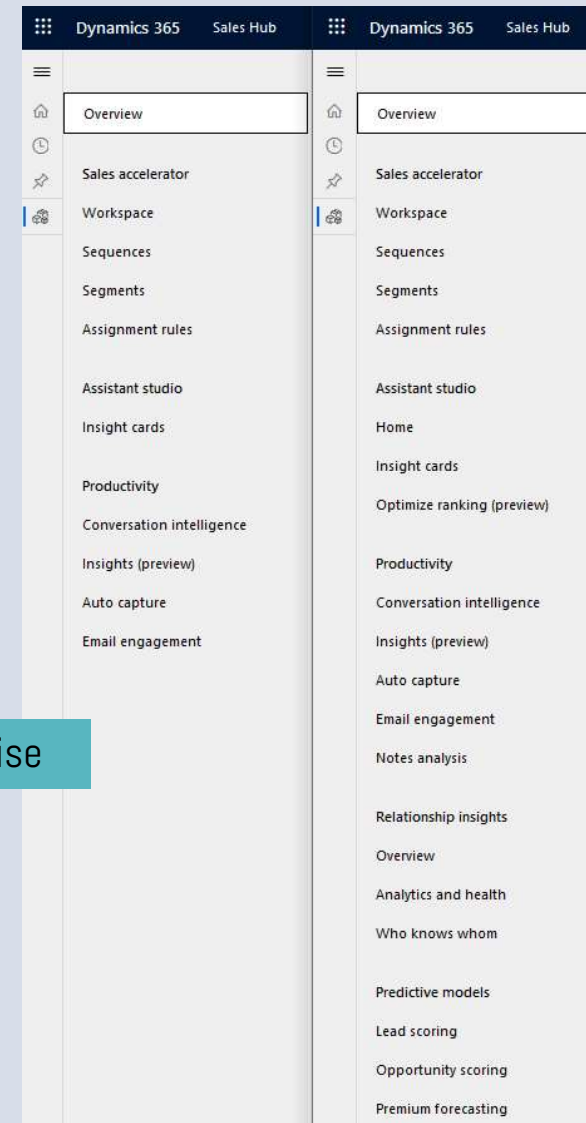 Dynamics 365 Sales Hub
Overview
Sales accelerator
Workspace
Sequences
Segments
Assignment rules
Assistant studio
Insight cards
Productivity
Conversation intelligence
Insights (preview)
Auto capture
Email engagement
ise
Dynamics 365 Sales Hub
Overview
Sales accelerator
Workspace
Sequences
Segments
Assignment rules
Assistant studio
Home
Insight cards
Optimize ranking (preview)
Productivity
Conversation intelligence
Insights (preview)
Auto capture
Email engagement
Notes analysis
Relationship insights
Overview
Analytics and health
Who knows whom
Predictive models
Lead scoring
Opportunity scoring
Premium forecasting